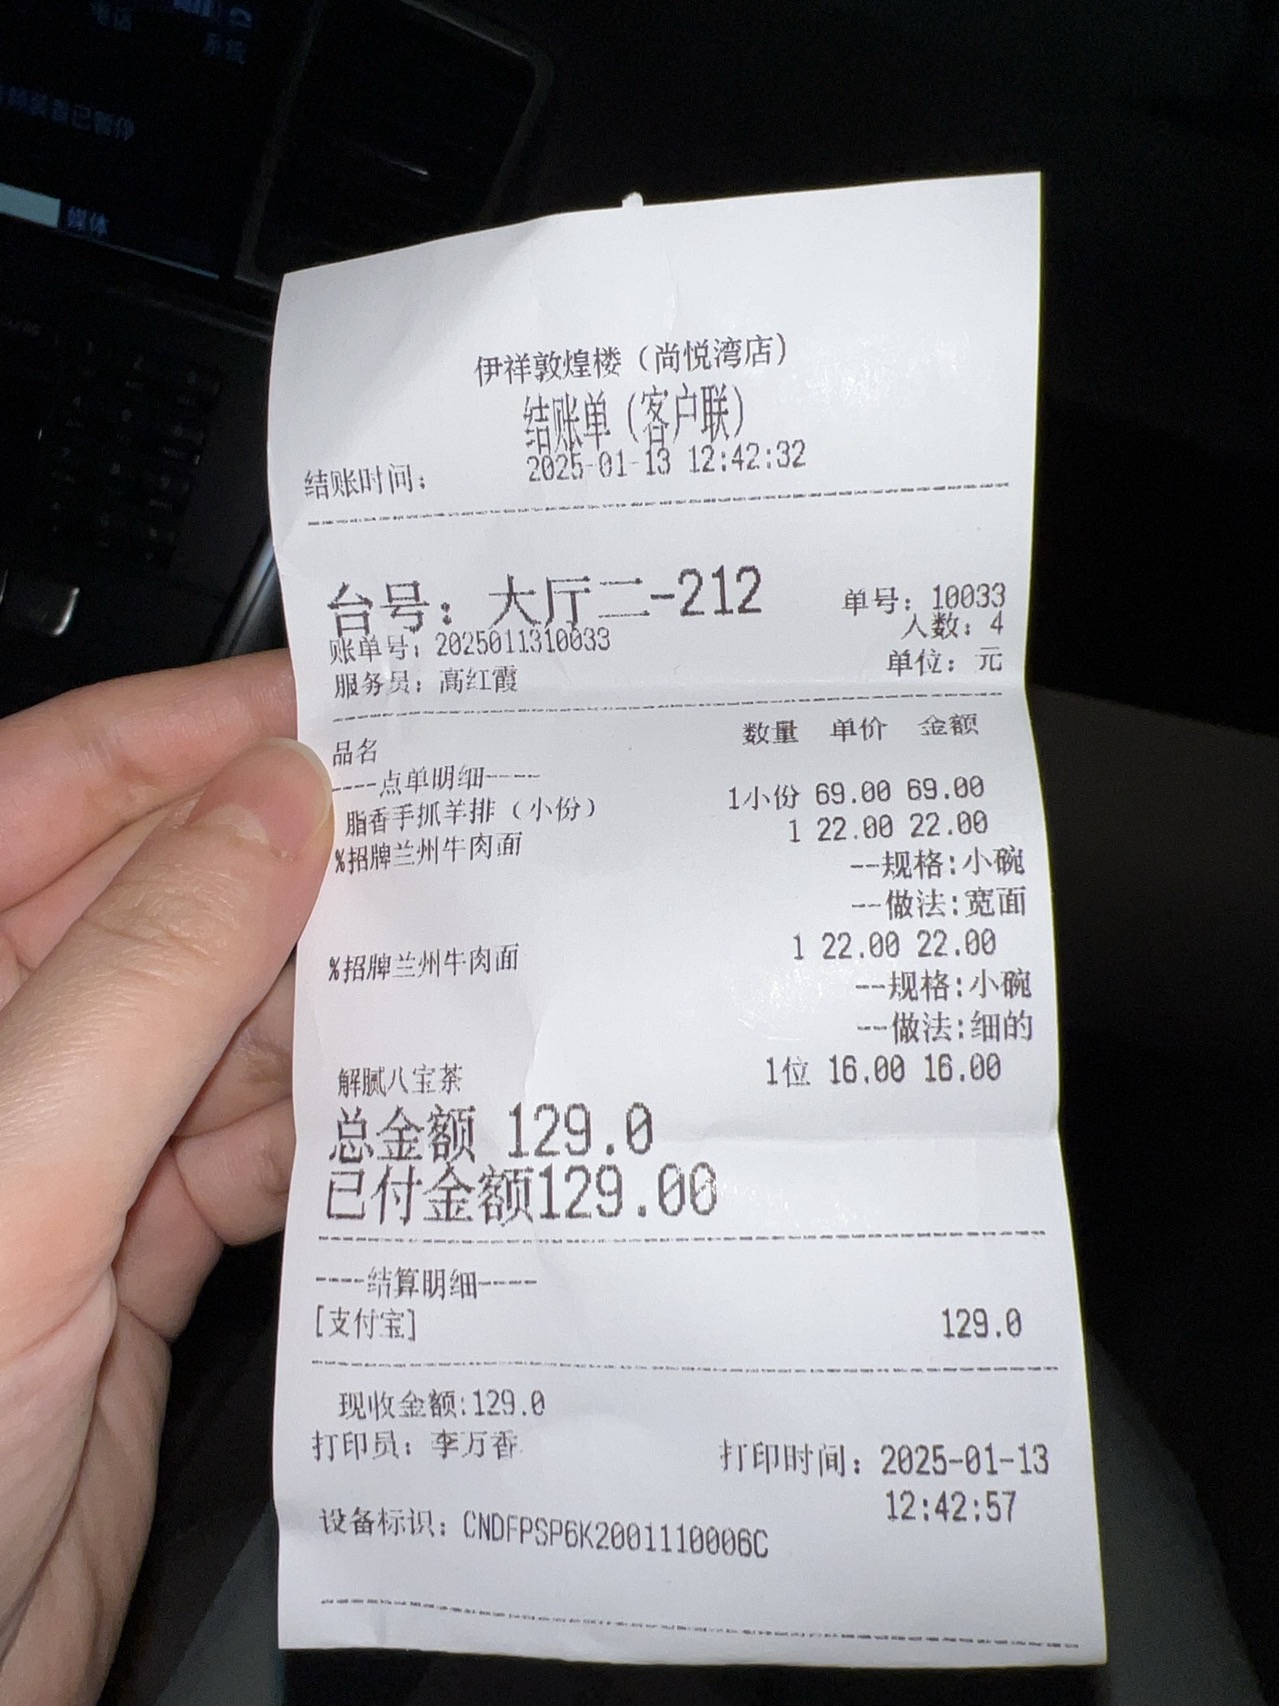 系统
已暂停
媒体
伊祥敦煌楼（尚悦湾店）
结账单（客户联）
结账时间： 2025-01-13 12:42:32
台号：大厅二-212 单号：10033
账单号：2025011310033 人数：4
服务员：高红霞 单位：元
品名 数量 单价 金额
----点单明细----
脂香手抓羊排（小份） 1小份 69.00 69.00
%招牌兰州牛肉面 1 22.00 22.00
--规格:小碗
--做法:宽面
%招牌兰州牛肉面 1 22.00 22.00
--规格:小碗
--做法:细的
解腻八宝茶 1位 16.00 16.00
总金额 129.0
已付金额129.00
----结算明细----
[支付宝] 129.0
现收金额:129.0
打印员：李万香 打印时间：2025-01-13
12:42:57
设备标识：CNDFPSP6K2001110006C